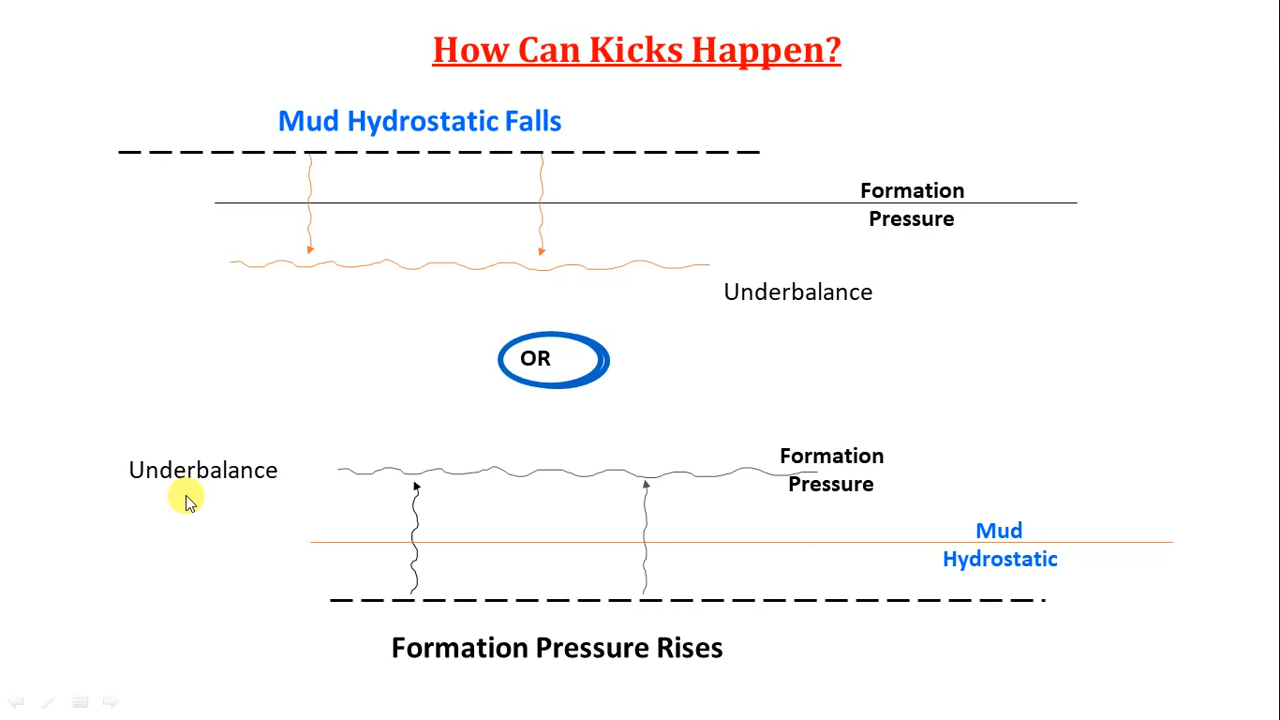 How Can Kicks Happen?
Mud Hydrostatic Falls
Formation
Pressure
Underbalance
OR
Underbalance
Formation
Pressure
Mud
Hydrostatic
Formation Pressure Rises